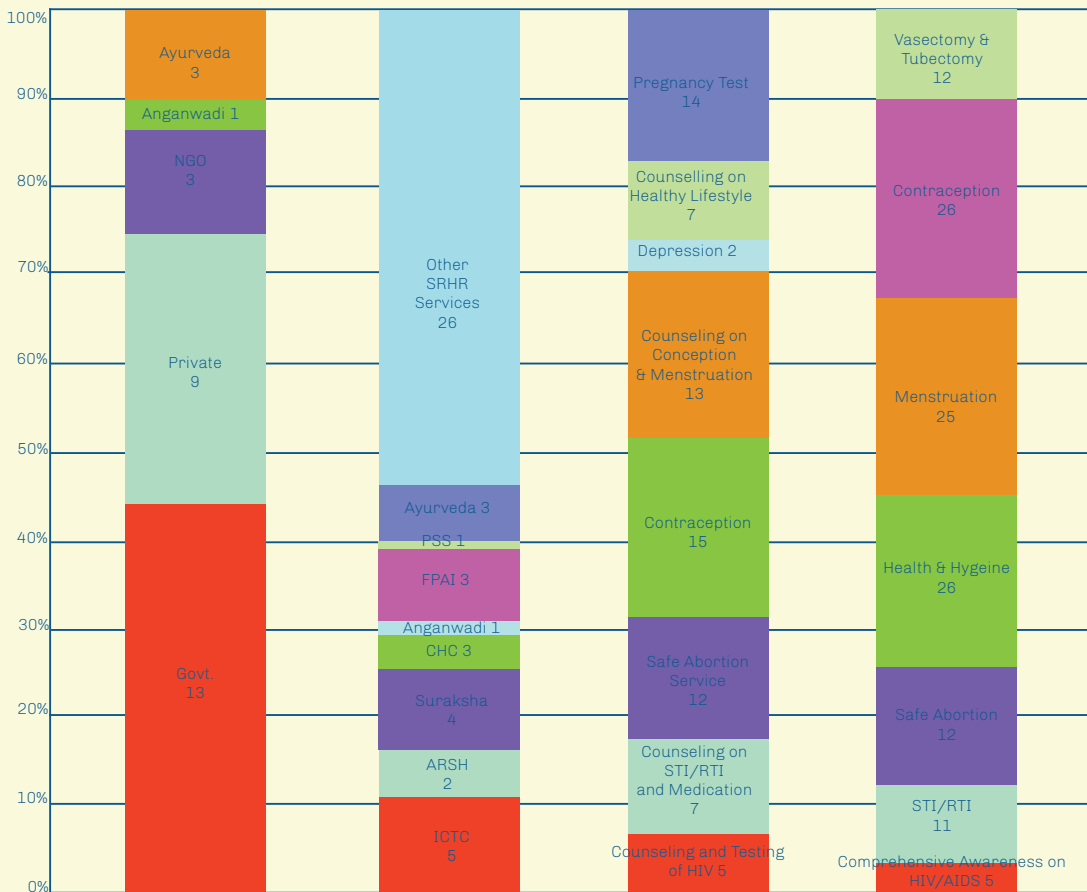 100%
90%
80%
70%
60%
50%
40%
30%
20%
10%
0%
Ayurveda
3
Anganwadi 1
NGO
3
Private
9
Govt.
13
Other
SRHR
Services
26
Ayurveda 3
PSS 1
FPAI 3
Anganwadi 1
CHC 3
Suraksha
4
ARSH
2
ICTC
5
Pregnancy Test
14
Counselling on
Healthy Lifestyle
7
Depression 2
Counseling on
Conception
& Menstruation
13
Contraception
15
Safe Abortion
Service
12
Counseling on
STI/RTI
and Medication
7
Counseling and Testing
of HIV 5
Vasectomy &
Tubectomy
12
Contraception
26
Menstruation
25
Health & Hygeine
26
Safe Abortion
12
STI/RTI
11
Comprehensive Awareness on
HIV/AIDS 5